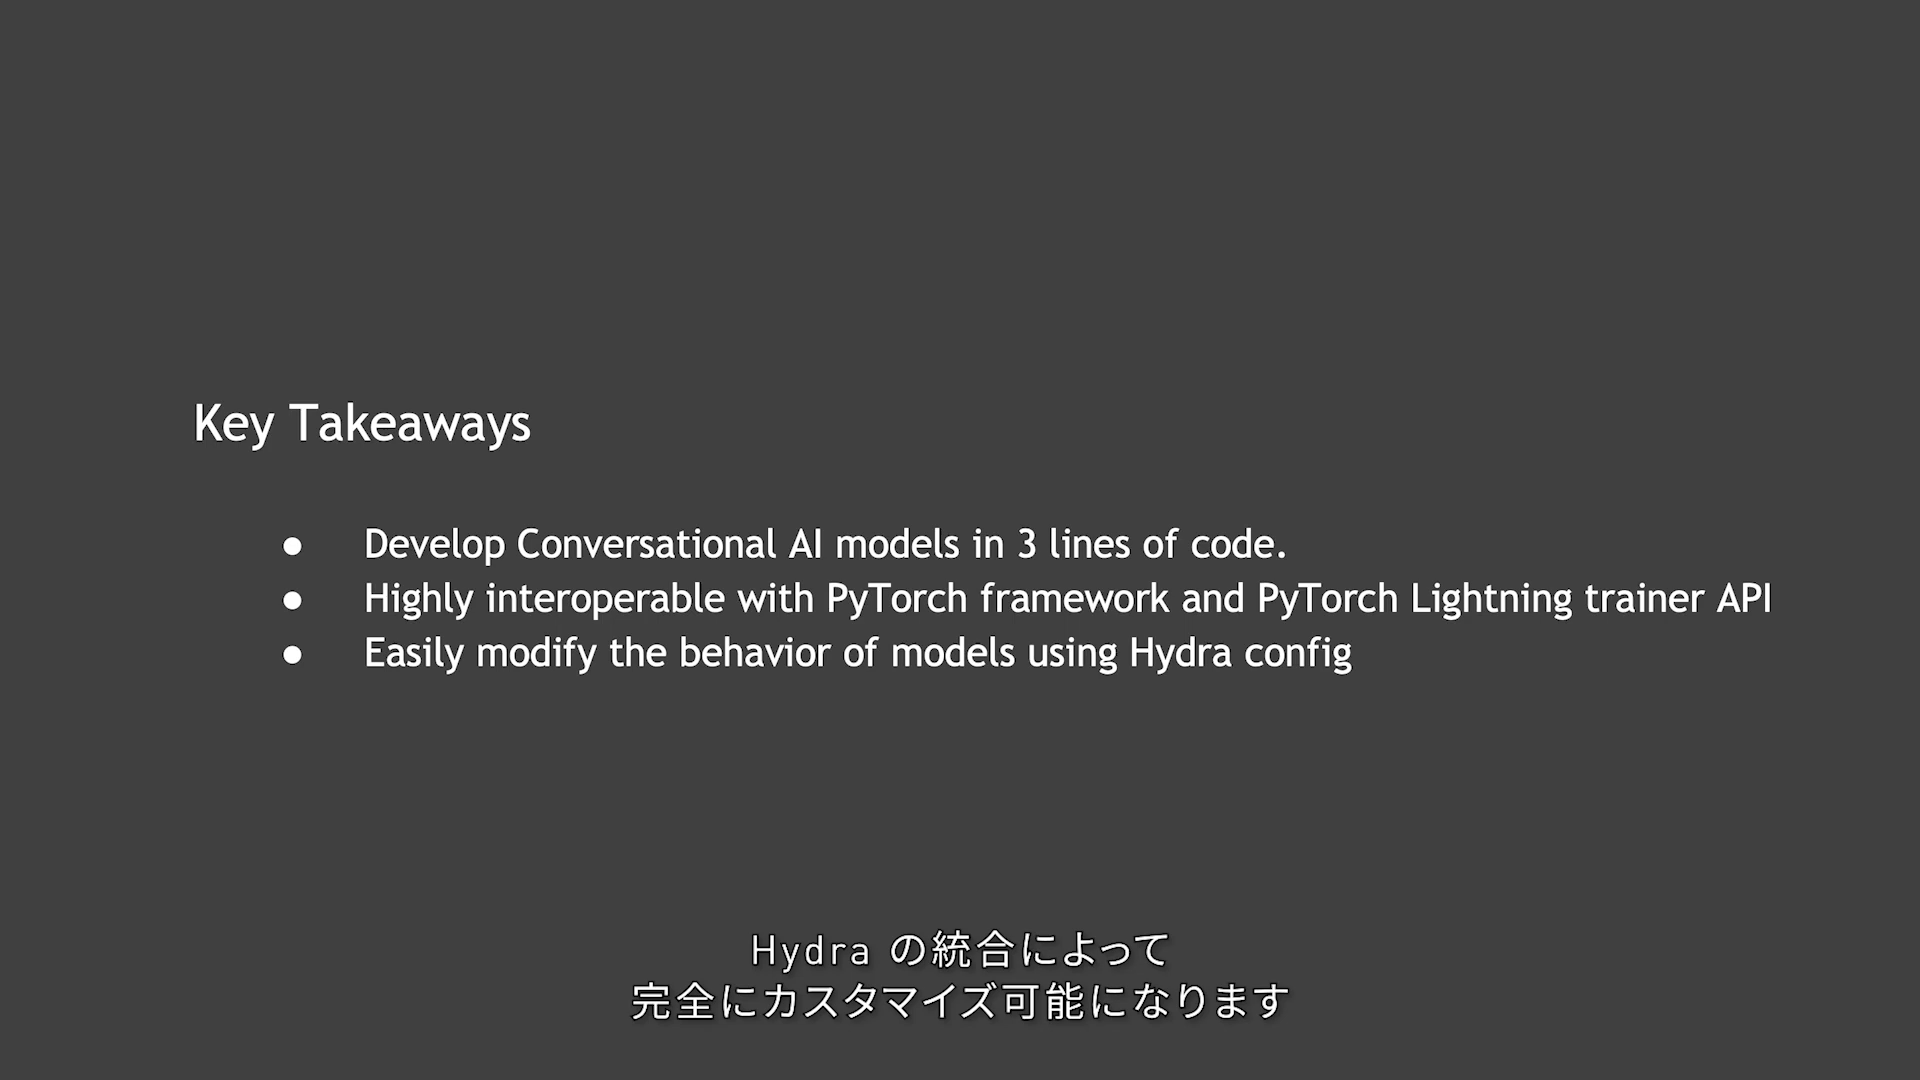 Key Takeaways
● Develop Conversational AI models in 3 lines of code.
● Highly interoperable with PyTorch framework and PyTorch Lightning trainer API
● Easily modify the behavior of models using Hydra config
Hydra の統合によって
完全にカスタマイズ可能になります